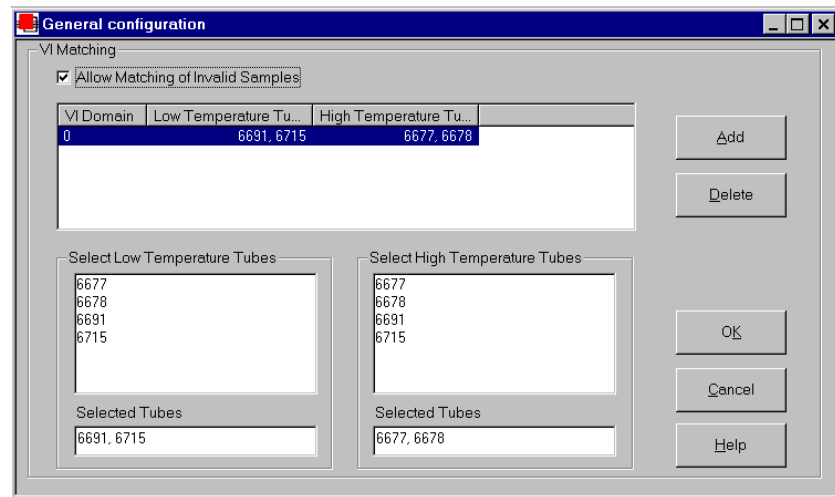 General configuration
VI Matching
Allow Matching of Invalid Samples
VI Domain Low Temperature Tu... High Temperature Tu...
0 6691, 6715 6677, 6678
Add
Delete
Select Low Temperature Tubes
6677
6678
6691
6715
Selected Tubes
6691, 6715
Select High Temperature Tubes
6677
6678
6691
6715
Selected Tubes
6677, 6678
OK
Cancel
Help